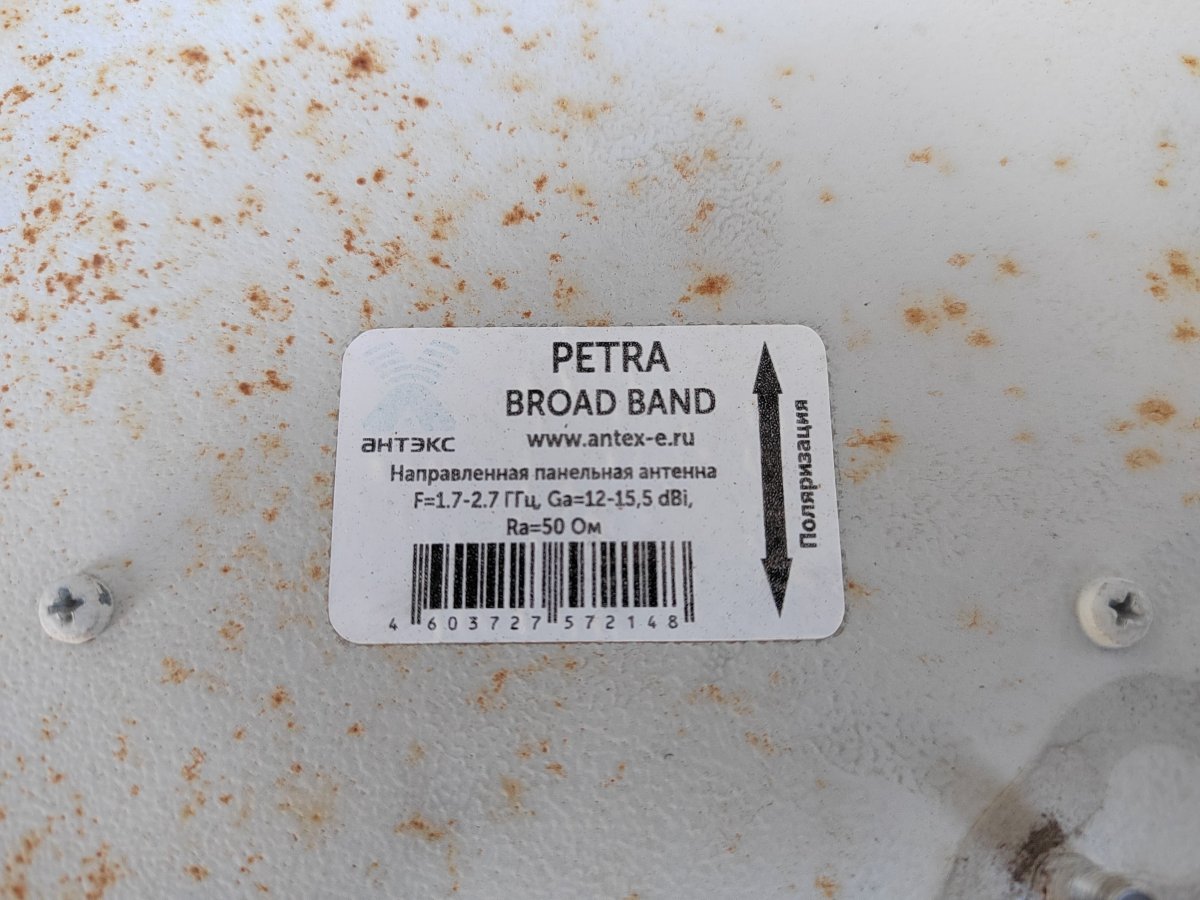 PETRA
BROAD BAND
антэкс
www.antex-e.ru
Направленная панельная антенна
F=1.7-2.7 ГГц, Ga=12-15,5 dBi,
Ra=50 Ом
4 603727 572148
Поляризация